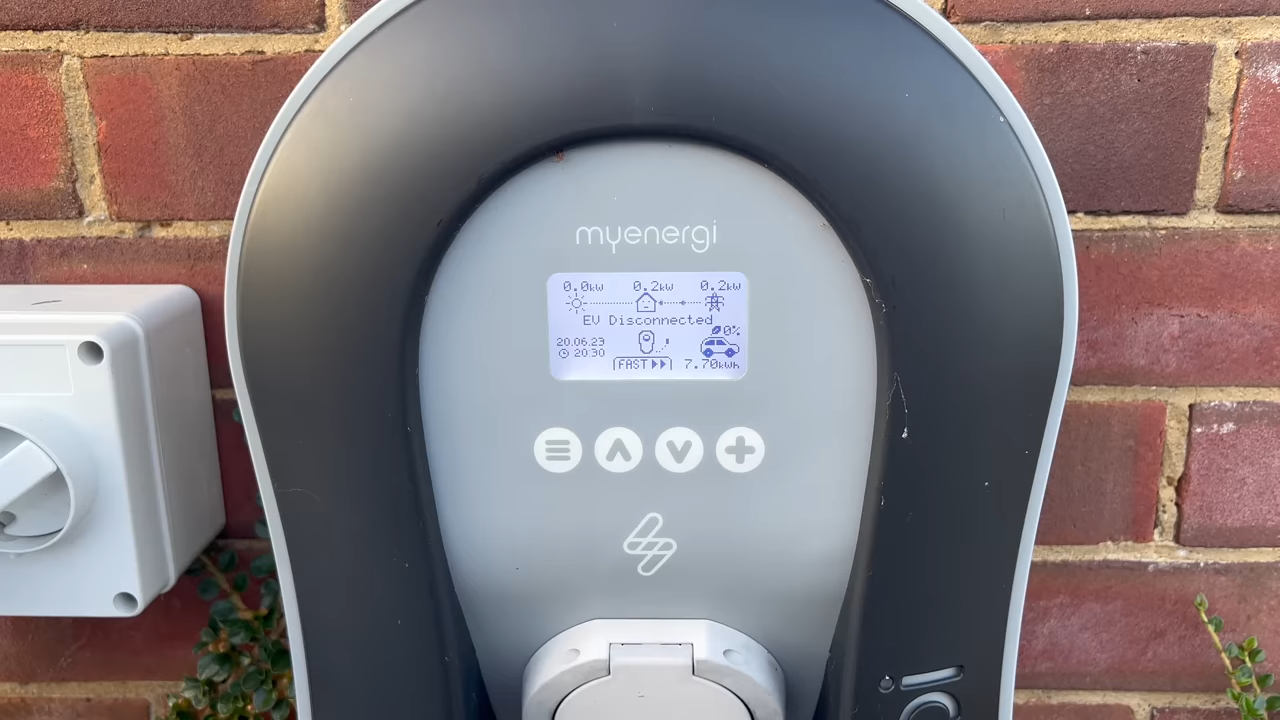 myenergi
0.0kW 0.2kW 0.2kW
EV Disconnected
0%
20.06.23
20:30
FAST 7.70kWh